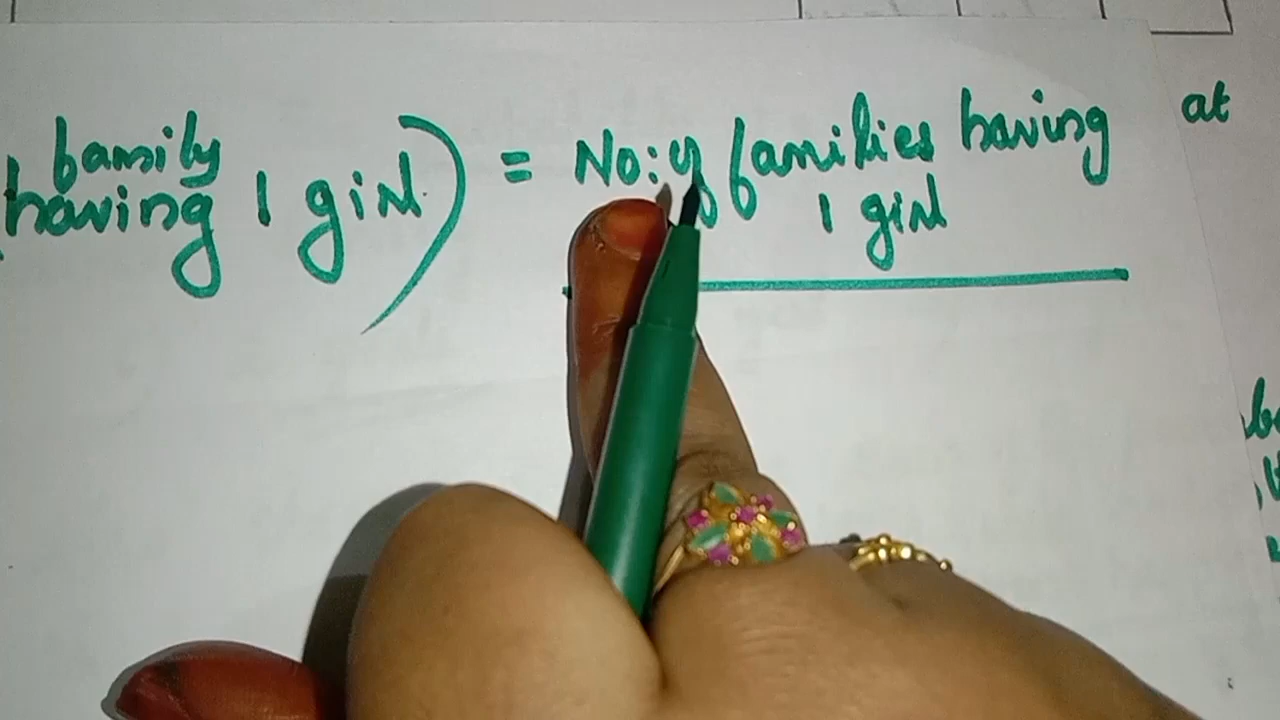 family
having 1 girl) = No: of families having
1 girl
at